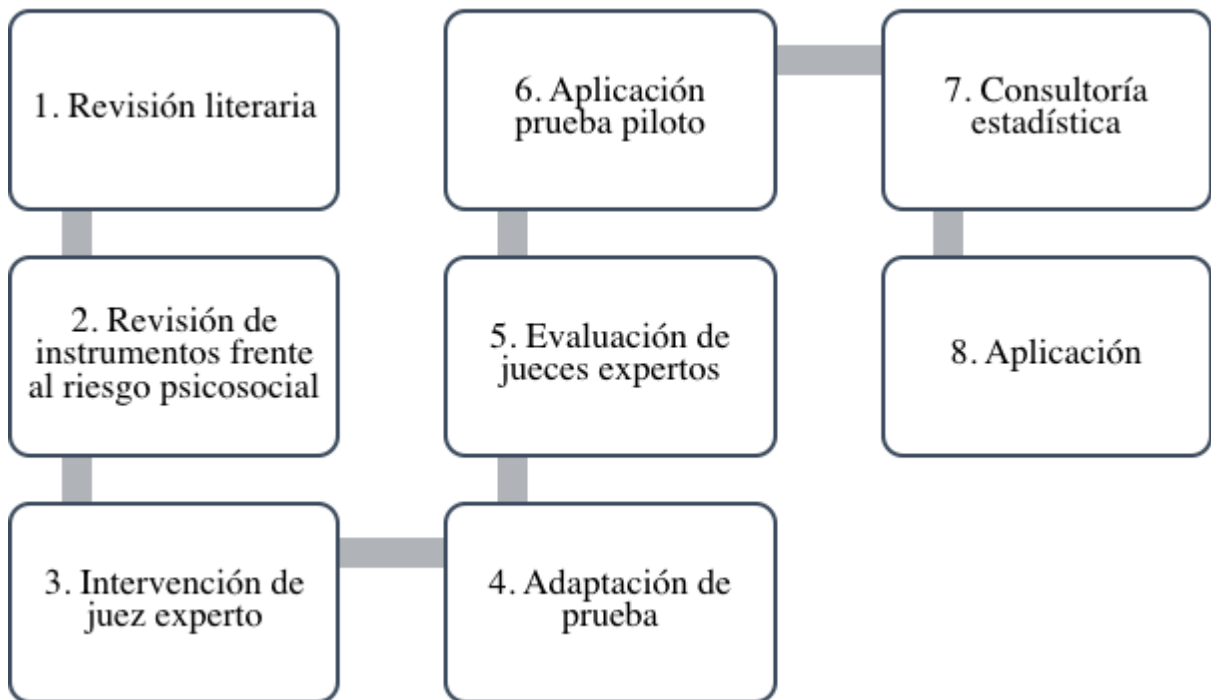 1. Revisión literaria
2. Revisión de
instrumentos frente
al riesgo psicosocial
3. Intervención de
juez experto
4. Adaptación de
prueba
5. Evaluación de
jueces expertos
6. Aplicación
prueba piloto
7. Consultoría
estadística
8. Aplicación